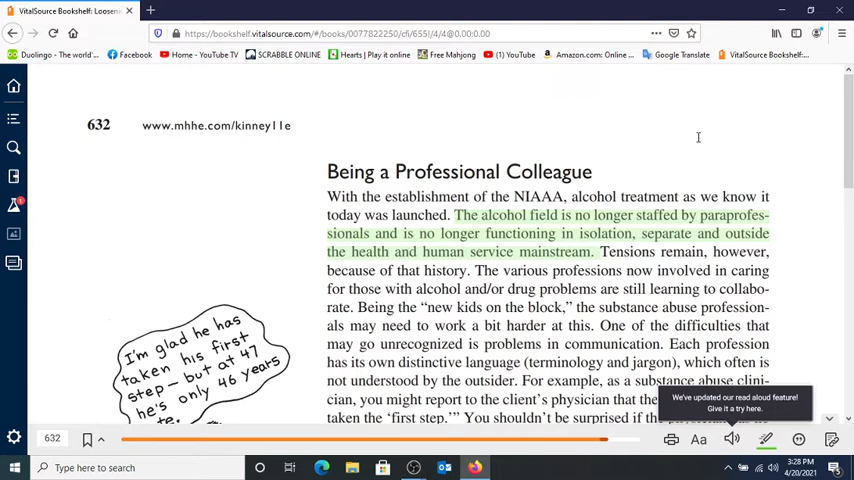 VitalSource Bookshelf: Looseni
https://bookshelf.vitalsource.com/#/books/0077822250/cfi/655!/4/4@0.00:0.00
Duolingo - The world'...
Facebook
Home - YouTube TV
SCRABBLE ONLINE
Hearts | Play it online
Free Mahjong
(1) YouTube
Amazon.com: Online ...
Google Translate
VitalSource Bookshelf:...
632 www.mhhe.com/kinney11e
Being a Professional Colleague
With the establishment of the NIAAA, alcohol treatment as we know it
today was launched. The alcohol field is no longer staffed by paraprofes-
sionals and is no longer functioning in isolation, separate and outside
the health and human service mainstream. Tensions remain, however,
because of that history. The various professions now involved in caring
for those with alcohol and/or drug problems are still learning to collabo-
rate. Being the “new kids on the block,” the substance abuse profession-
als may need to work a bit harder at this. One of the difficulties that
may go unrecognized is problems in communication. Each profession
has its own distinctive language (terminology and jargon), which often is
not understood by the outsider. For example, as a substance abuse clini-
cian, you might report to the client’s physician that the
taken the ‘first step.’” You shouldn’t be surprised if the
I'm glad he has
taken his first
step— but at 47
he's only 46 years
te.
1
We've updated our read aloud feature!
Give it a try here.
632
Aa
Type here to search
3:28 PM
4/20/2021
5